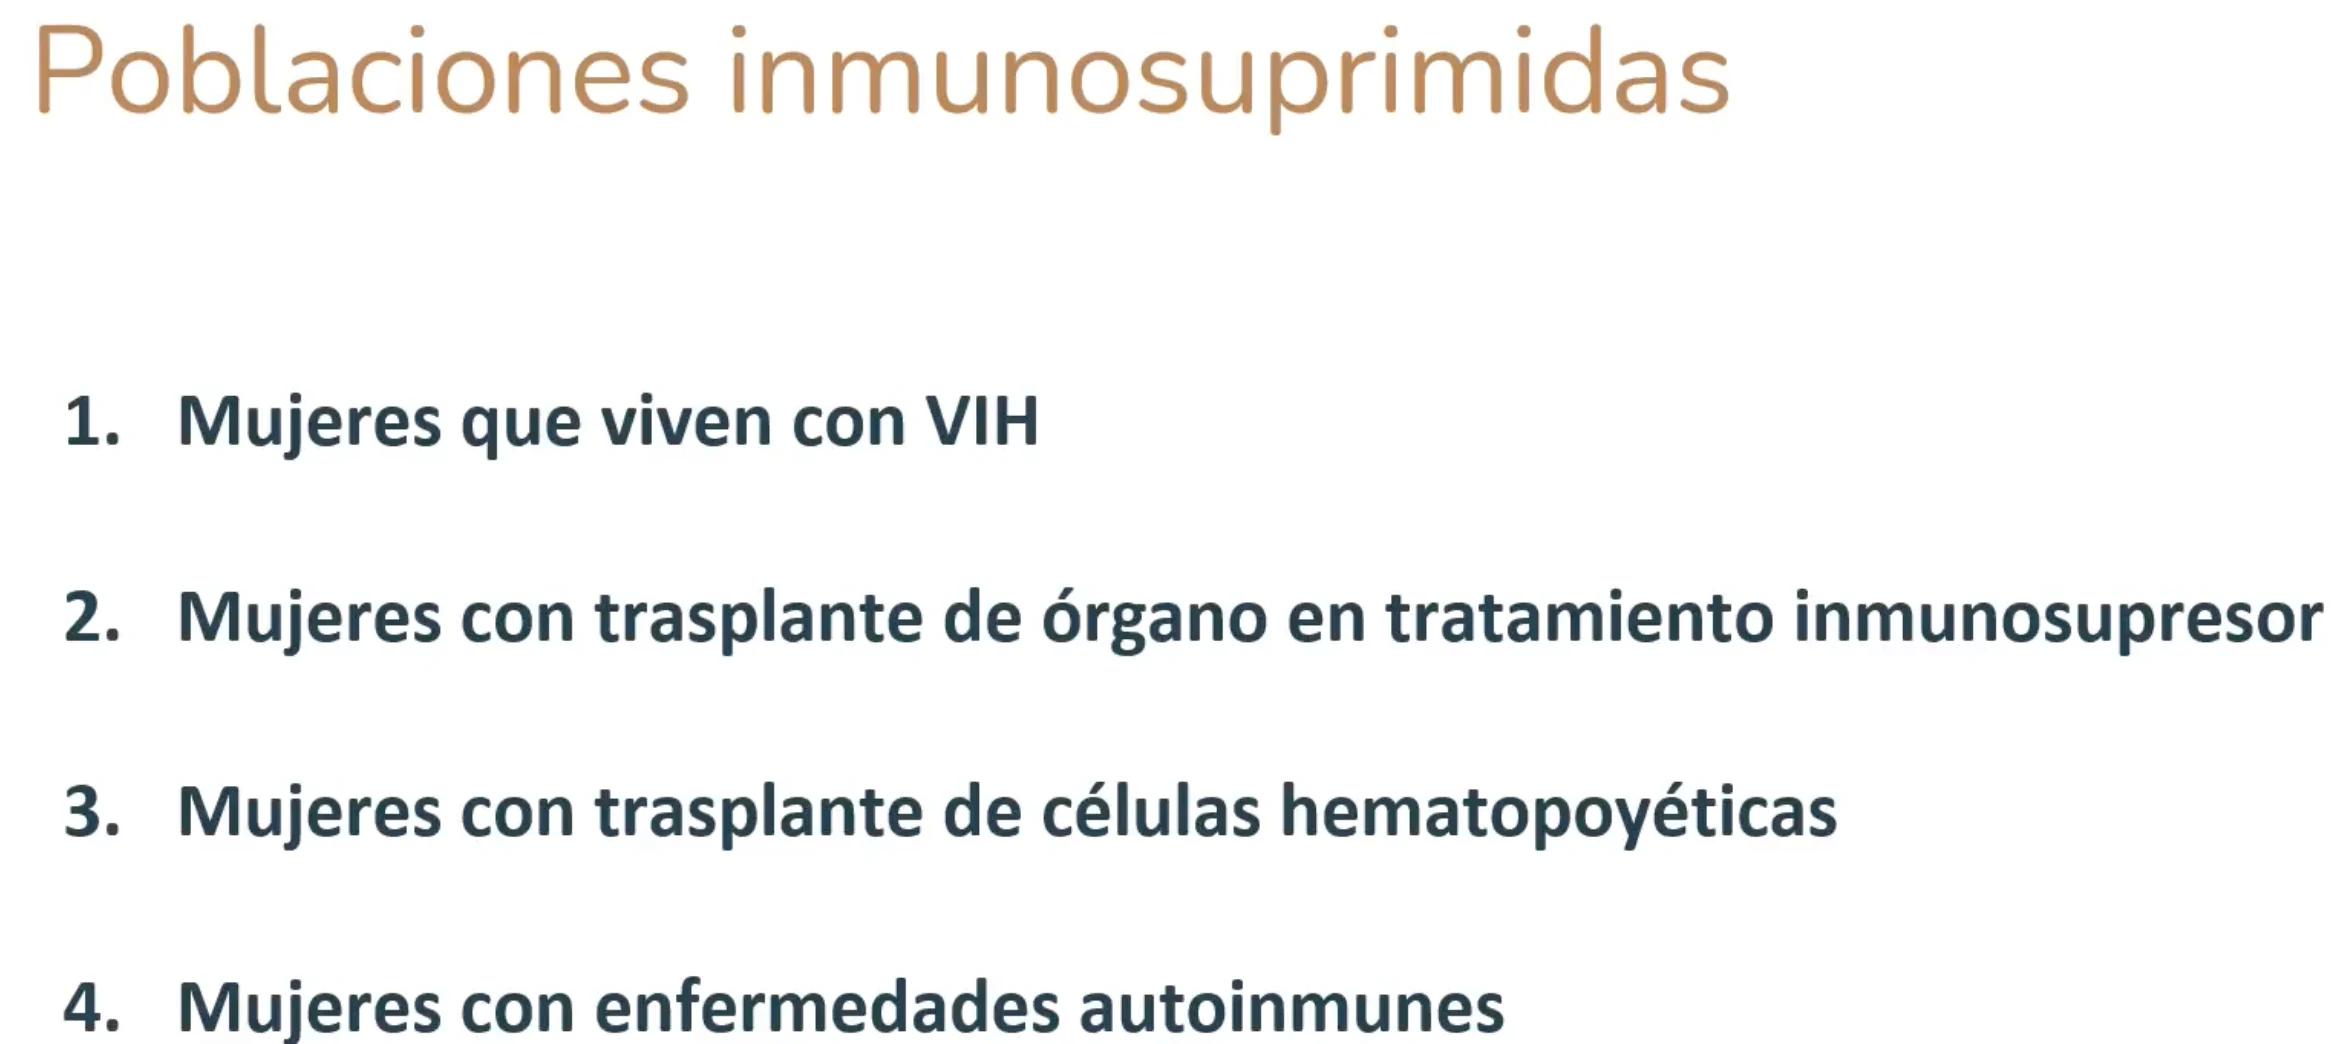 Poblaciones inmunosuprimidas
1. Mujeres que viven con VIH
2. Mujeres con trasplante de órgano en tratamiento inmunosupresor
3. Mujeres con trasplante de células hematopoyéticas
4. Mujeres con enfermedades autoinmunes